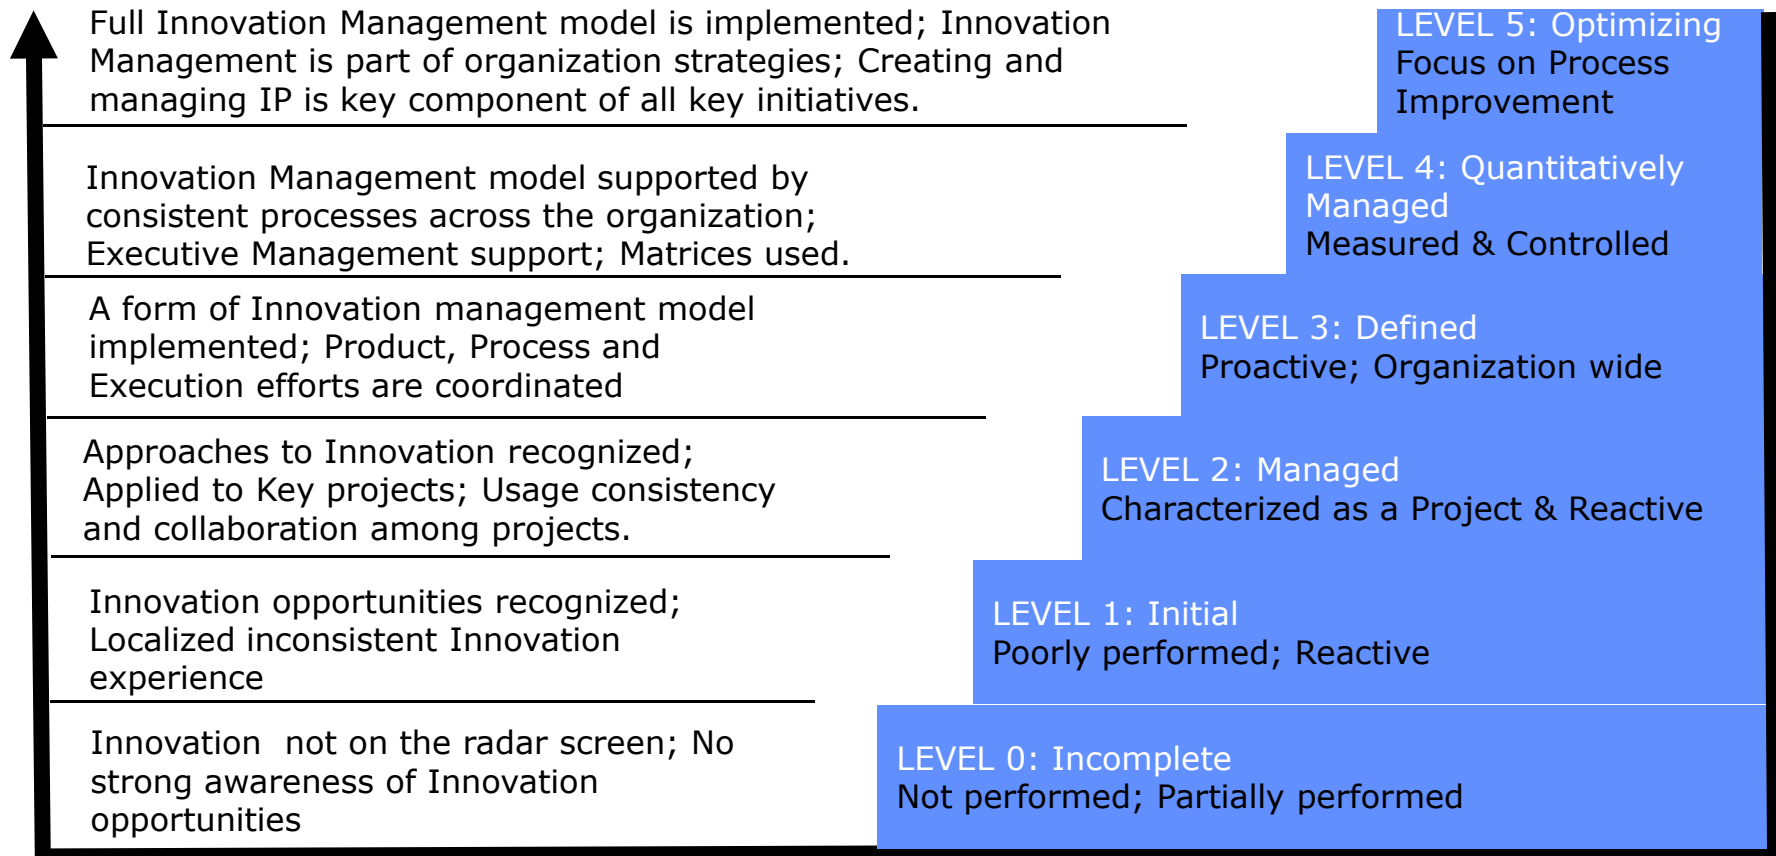 Full Innovation Management model is implemented; Innovation
Management is part of organization strategies; Creating and
managing IP is key component of all key initiatives.
LEVEL 5: Optimizing
Focus on Process
Improvement
Innovation Management model supported by
consistent processes across the organization;
Executive Management support; Matrices used.
LEVEL 4: Quantitatively
Managed
Measured & Controlled
A form of Innovation management model
implemented; Product, Process and
Execution efforts are coordinated
LEVEL 3: Defined
Proactive; Organization wide
Approaches to Innovation recognized;
Applied to Key projects; Usage consistency
and collaboration among projects.
LEVEL 2: Managed
Characterized as a Project & Reactive
Innovation opportunities recognized;
Localized inconsistent Innovation
experience
LEVEL 1: Initial
Poorly performed; Reactive
Innovation  not on the radar screen; No
strong awareness of Innovation
opportunities
LEVEL 0: Incomplete
Not performed; Partially performed